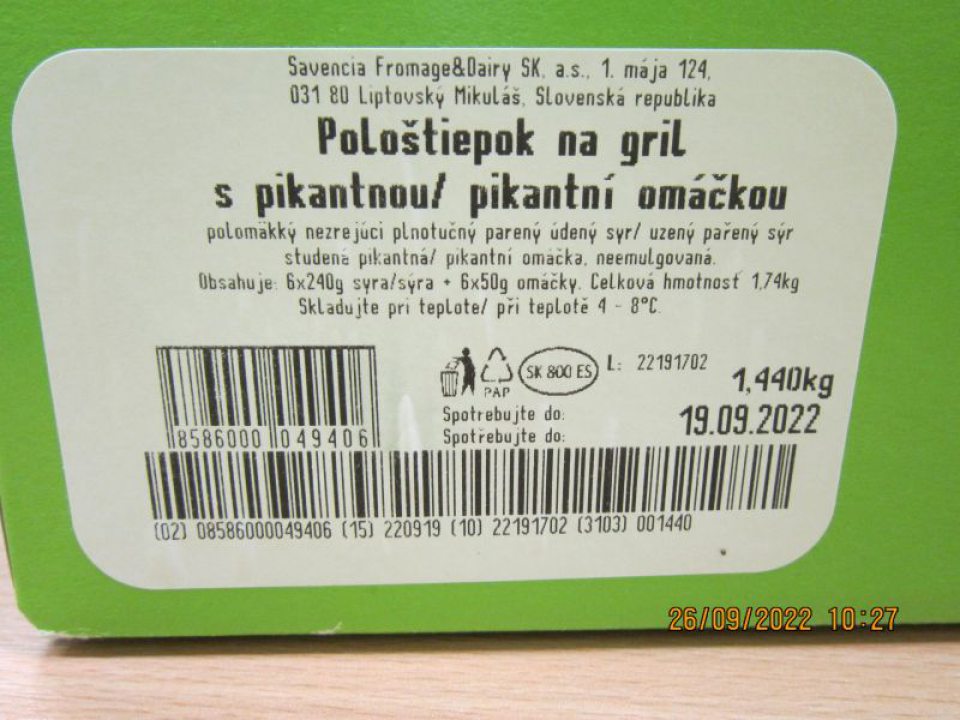 Savencia Fromage&Dairy SK, a.s., 1. mája 124,
031 80 Liptovský Mikuláš, Slovenská republika
Pološtiepok na gril
s pikantnou/ pikantní omáčkou
polomäkký nezrejúci plnotučný parený údený syr/ uzený pařený sýr
studená pikantná/ pikantní omáčka, neemulgovaná.
Obsahuje: 6x240g syra/sýra + 6x50g omáčky. Celková hmotnosť 1,74kg
Skladujte pri teplote/ při teplotě 4 - 8°C.
PAP
SK 800 ES
L: 22191702
1,440kg
Spotrebujte do:
19.09.2022
Spotřebujte do:
8586000 049406
(02) 08586000049406 (15) 220919 (10) 22191702 (3103) 001440
26/09/2022 10:27